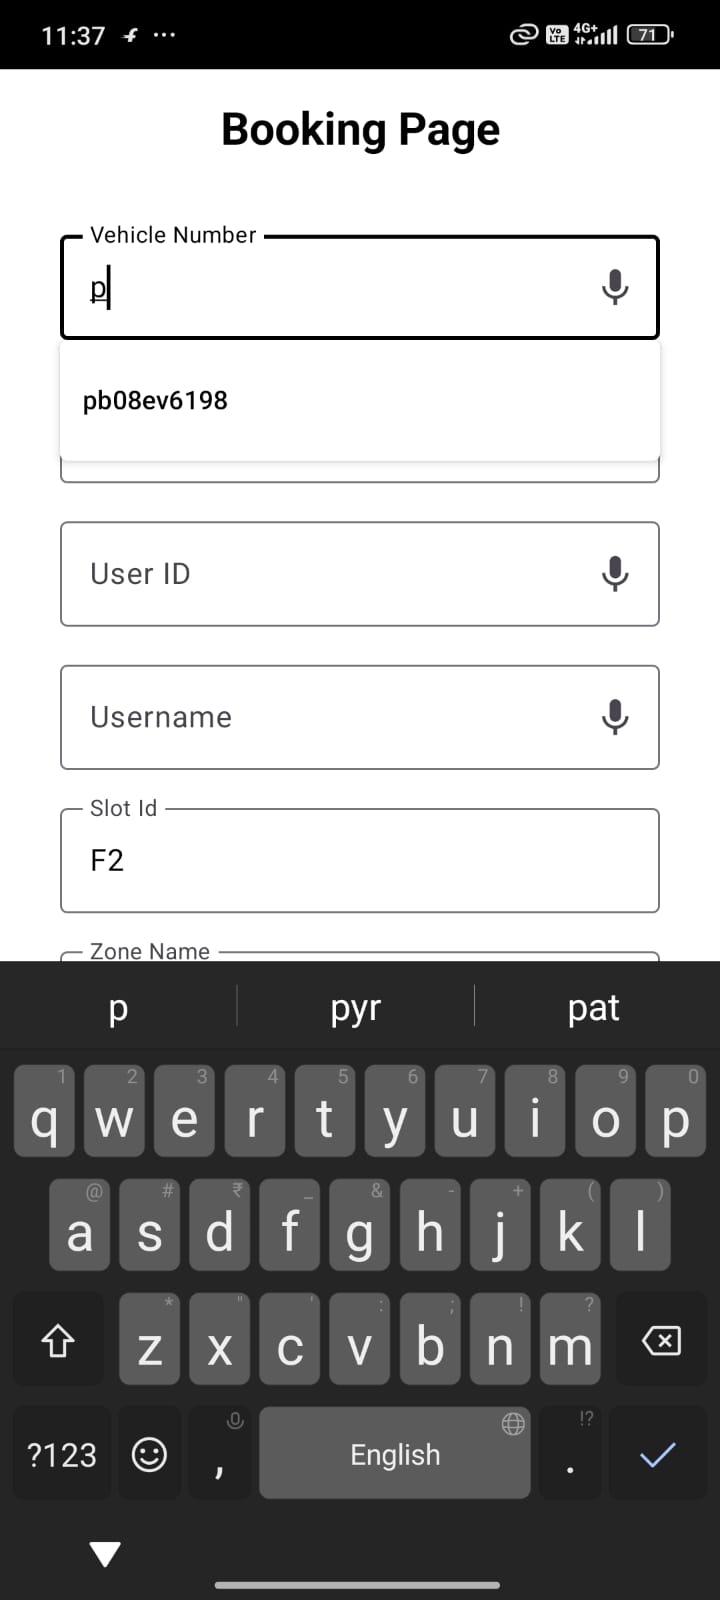 11:37 ...
Vo LTE 4G+ 71
Booking Page
Vehicle Number
p
pb08ev6198
User ID
Username
Slot Id
F2
Zone Name
p pyr pat
1 2 3 4 5 6 7 8 9 0
q w e r t y u i o p
@ # ₹ _ & - + ( )
a s d f g h j k l
* " ' : ; ! ?
z x c v b n m
!?
?123 , English .